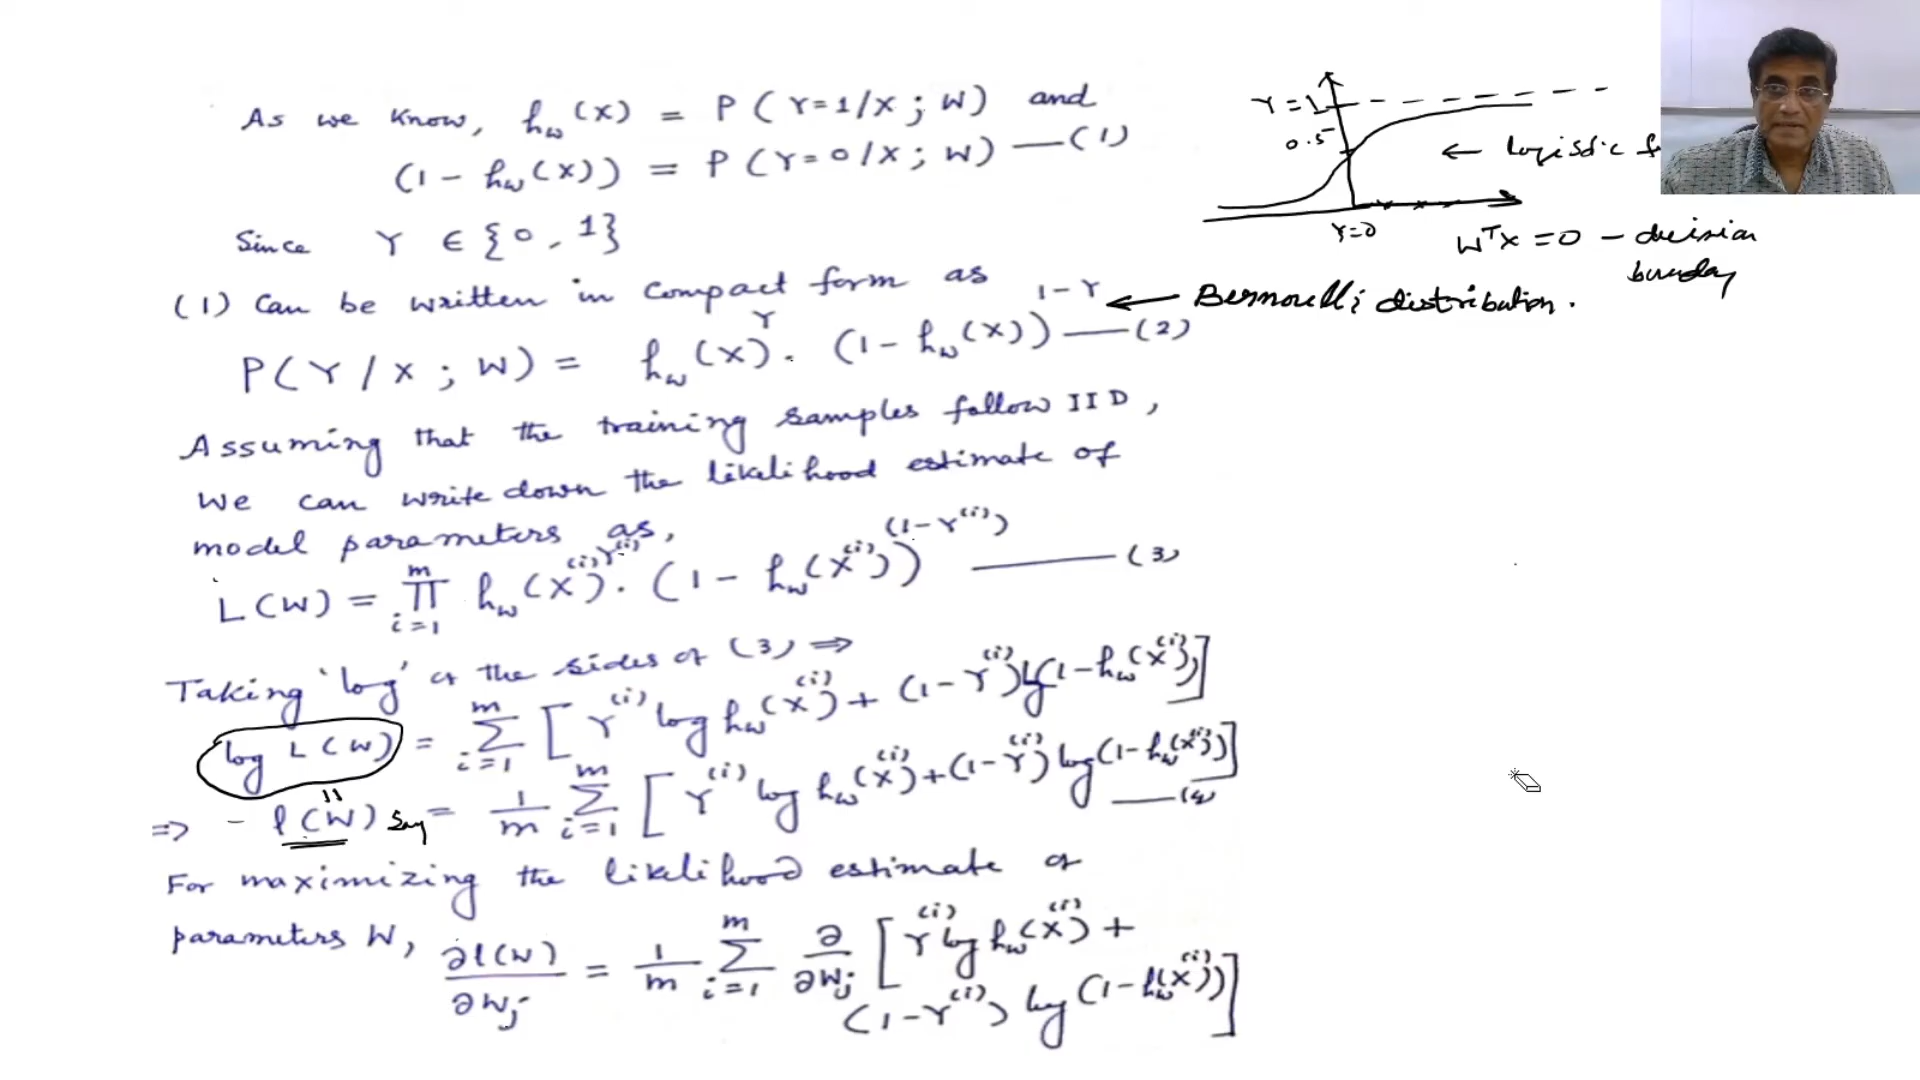 As we know, h_w(x) = P(Y=1/X; W) and
(1 - h_w(x)) = P(Y=0/X; W) —(1)
Since Y ∈ {0, 1}
(1) can be written in compact form as
P(Y/X; W) = h_w(x)^Y . (1 - h_w(x))^{1-Y} —(2)
Assuming that the training samples follow IID,
we can write down the likelihood estimate of
model parameters as,
L(W) = ∏_{i=1}^{m} h_w(x^{(i)})^{Y^{(i)}} . (1 - h_w(x^{(i)}))^{(1-Y^{(i)})} —(3)
Taking 'log' of the sides of (3) ⇒
log L(W) = ∑_{i=1}^{m} [Y^{(i)} log h_w(x^{(i)}) + (1-Y^{(i)}) log(1-h_w(x^{(i)}))]
⇒ - l(W) say = 1/m ∑_{i=1}^{m} [Y^{(i)} log h_w(x^{(i)}) + (1-Y^{(i)}) log(1-h_w(x^{(i)}))] —(4)
For maximizing the likelihood estimate of
parameters W, ∂l(W)/∂W_j = 1/m ∑_{i=1}^{m} ∂/∂W_j [Y^{(i)} log h_w(x^{(i)}) +
(1-Y^{(i)}) log(1-h_w(x^{(i)}))]
Y=1
0.5
← Logistic
Y=0
W^T x = 0 - decision
boundary
← Bernoulli distribution.